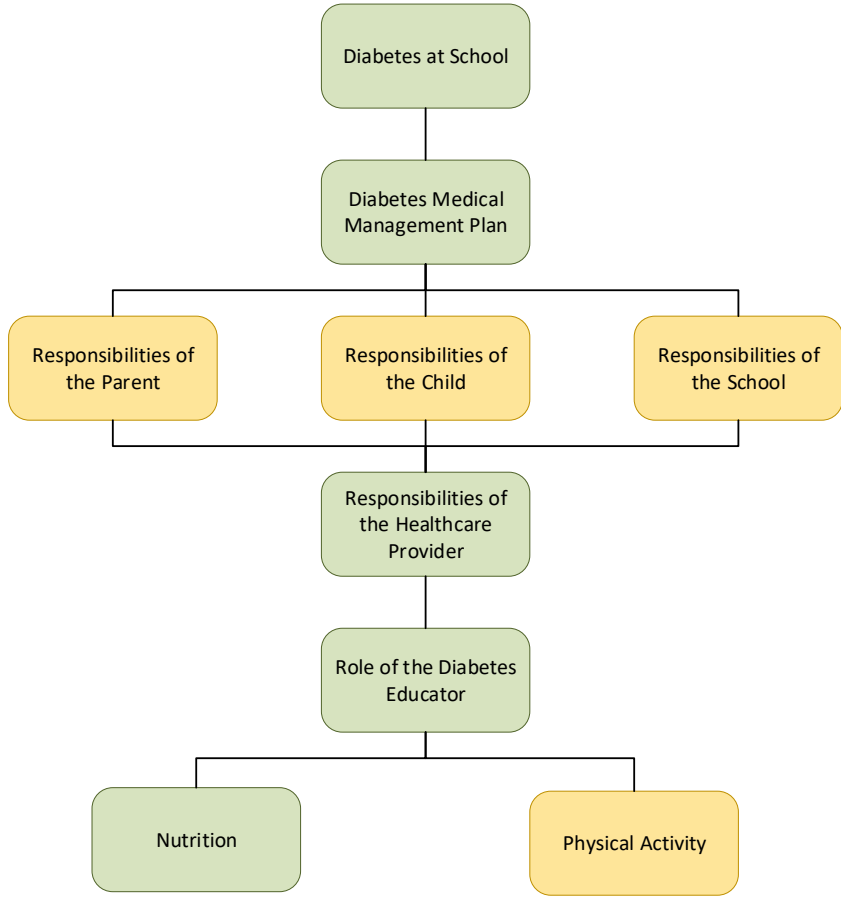 Diabetes at School
Diabetes Medical
Management Plan
Responsibilities of
the Parent
Responsibilities of
the Child
Responsibilities of
the School
Responsibilities of
the Healthcare
Provider
Role of the Diabetes
Educator
Nutrition
Physical Activity